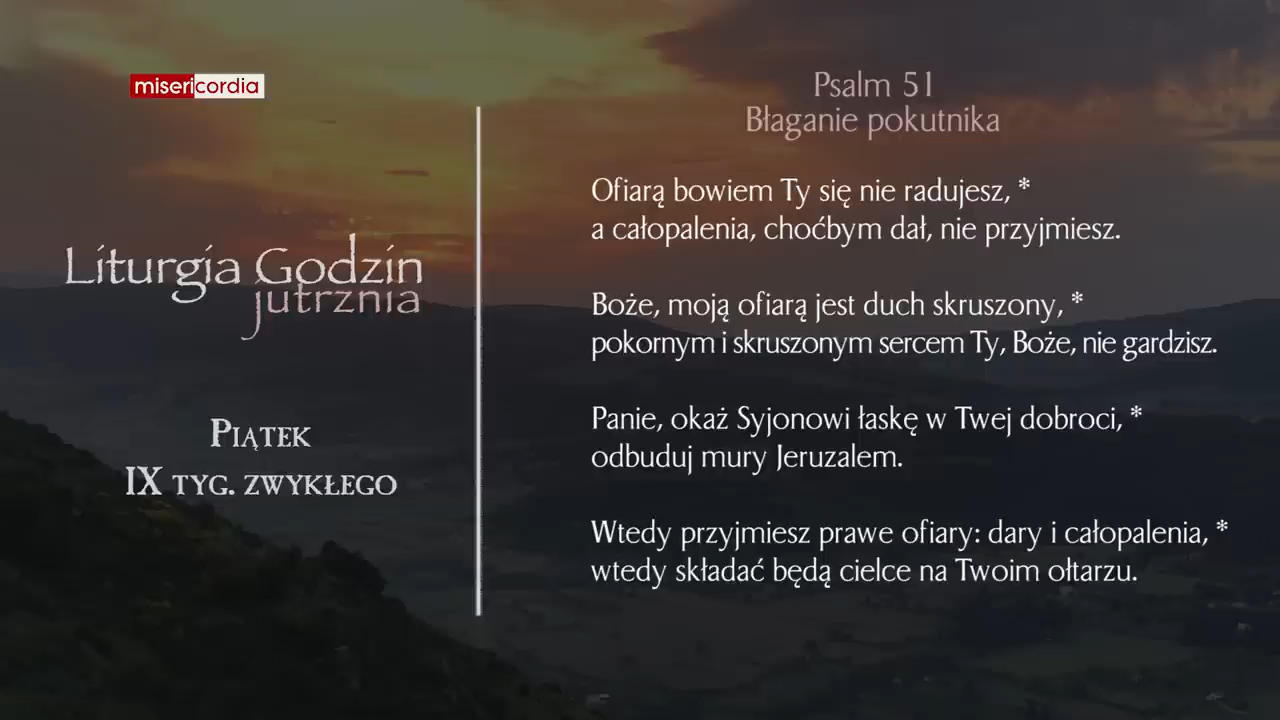 misericordia
Liturgia Godzin
jutrznia
Piątek
IX tyg. zwykłego
Psalm 51
Błaganie pokutnika
Ofiarą bowiem Ty się nie radujesz, *
a całopalenia, choćbym dał, nie przyjmiesz.
Boże, moją ofiarą jest duch skruszony, *
pokornym i skruszonym sercem Ty, Boże, nie gardzisz.
Panie, okaż Syjonowi łaskę w Twej dobroci, *
odbuduj mury Jeruzalem.
Wtedy przyjmiesz prawe ofiary: dary i całopalenia, *
wtedy składać będą cielce na Twoim ołtarzu.